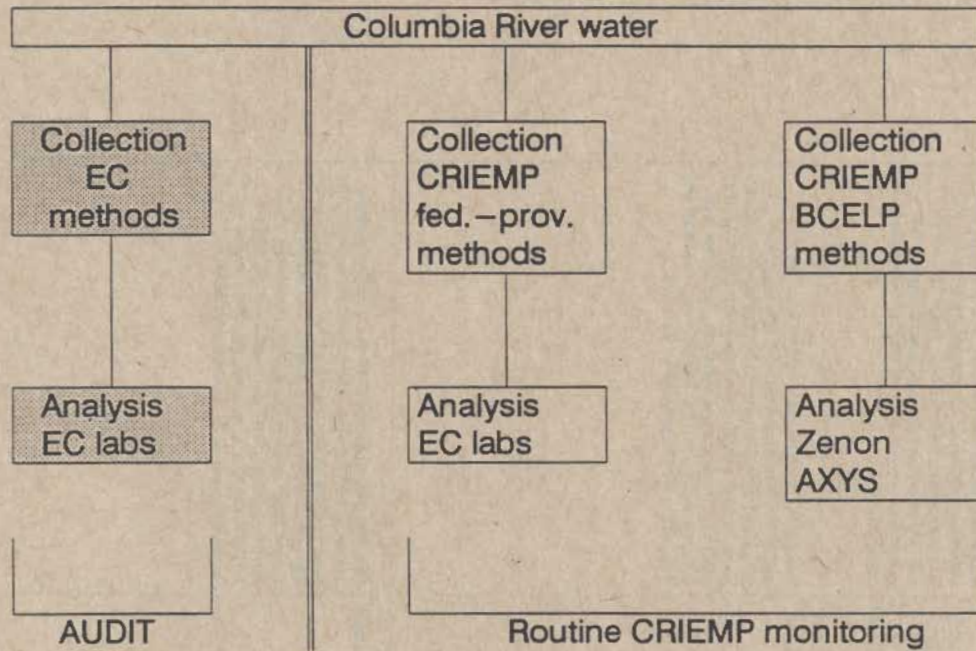 Columbia River water
Collection
EC
methods
Collection
CRIEMP
fed.–prov.
methods
Collection
CRIEMP
BCELP
methods
Analysis
EC labs
Analysis
EC labs
Analysis
Zenon
AXYS
AUDIT
Routine CRIEMP monitoring